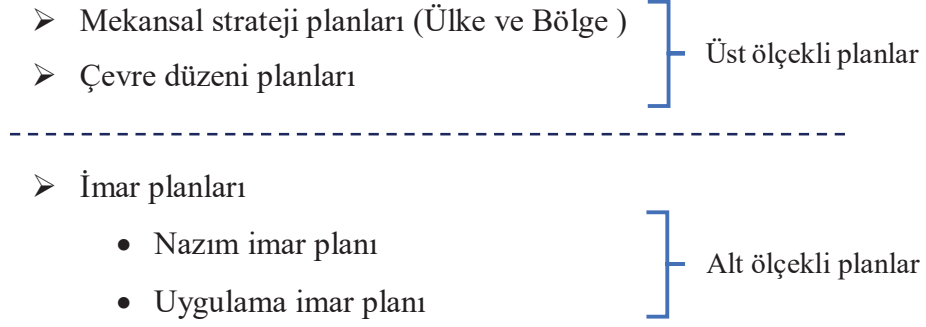 ➢ Mekansal strateji planları (Ülke ve Bölge )
➢ Çevre düzeni planları
Üst ölçekli planlar
➢ İmar planları
• Nazım imar planı
• Uygulama imar planı
Alt ölçekli planlar